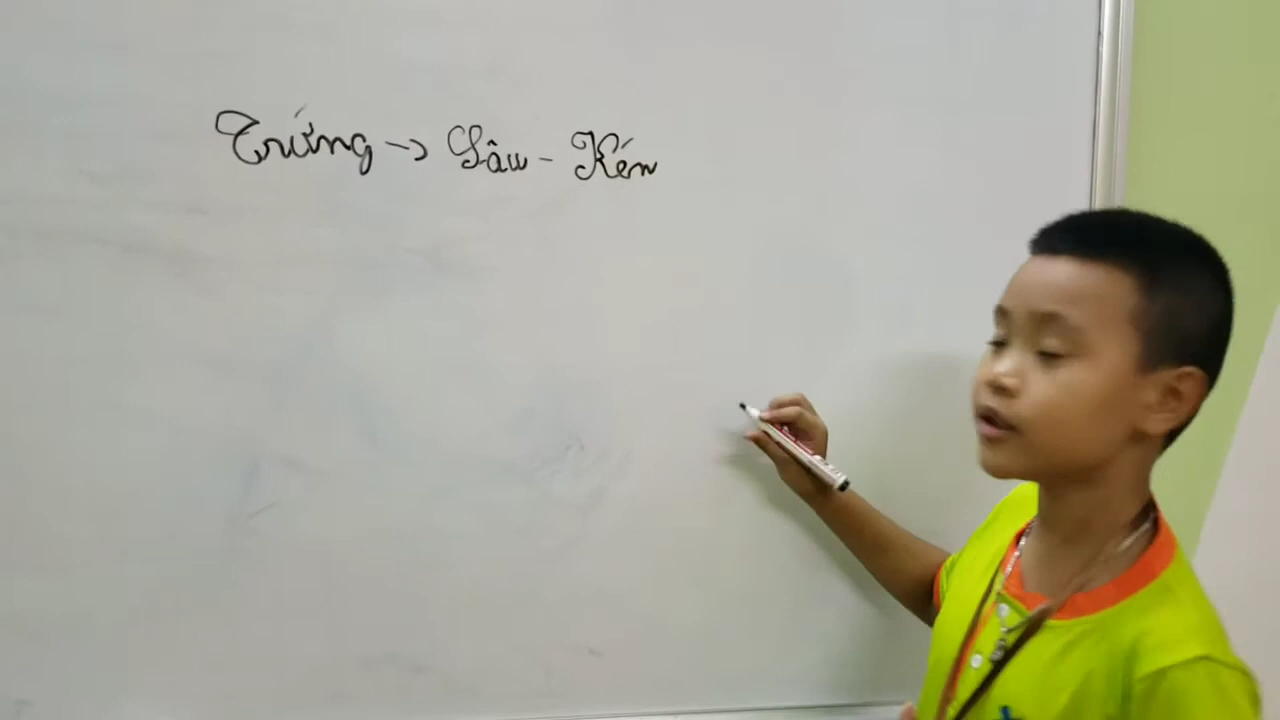 Trứng → Sâu - Kén